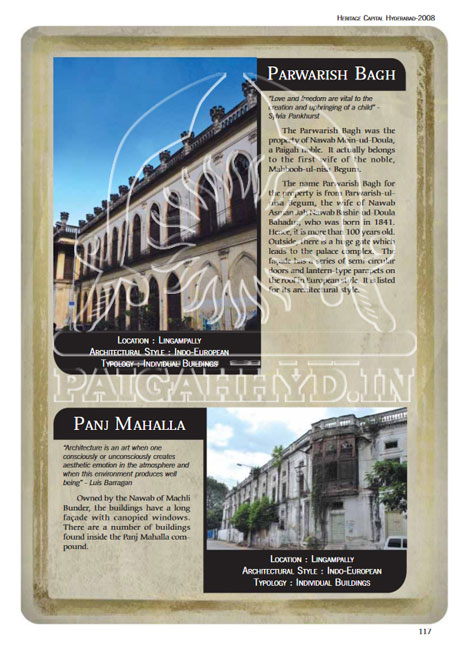 Heritage Capital Hyderabad-2008
Parwarish Bagh
"Love and freedom are vital to the
creation and upbringing of a child" -
Sylvia Pankhurst
The Parwarish Bagh was the
property of Nawab Moin-ud-Doula,
a Paigah noble. It actually belongs
to the first wife of the noble,
Mahboob-ul-nisa Begum.
The name Parwarish Bagh for
the property is from Parwarish-ul-
nisa Begum, the wife of Nawab
Asman Jah Nawab Bashir-ud-Doula
Bahadur, who was born in 1841.
Hence, it is more than 100 years old.
Outside, there is a huge gate which
leads to the palace complex. The
façade has a series of semi-circular
doors and lantern-type parapets on
the roof in European style. It is listed
for its architectural style.
Location : Lingampally
Architectural Style : Indo-European
Typology : Individual Buildings
PAIGAHHYD.IN
Panj Mahalla
"Architecture is an art when one
consciously or unconsciously creates
aesthetic emotion in the atmosphere and
when this environment produces well
being" - Luis Barragan
Owned by the Nawab of Machli
Bunder, the buildings have a long
façade with canopied windows.
There are a number of buildings
found inside the Panj Mahalla com-
pound.
Location : Lingampally
Architectural Style : Indo-European
Typology : Individual Buildings
117